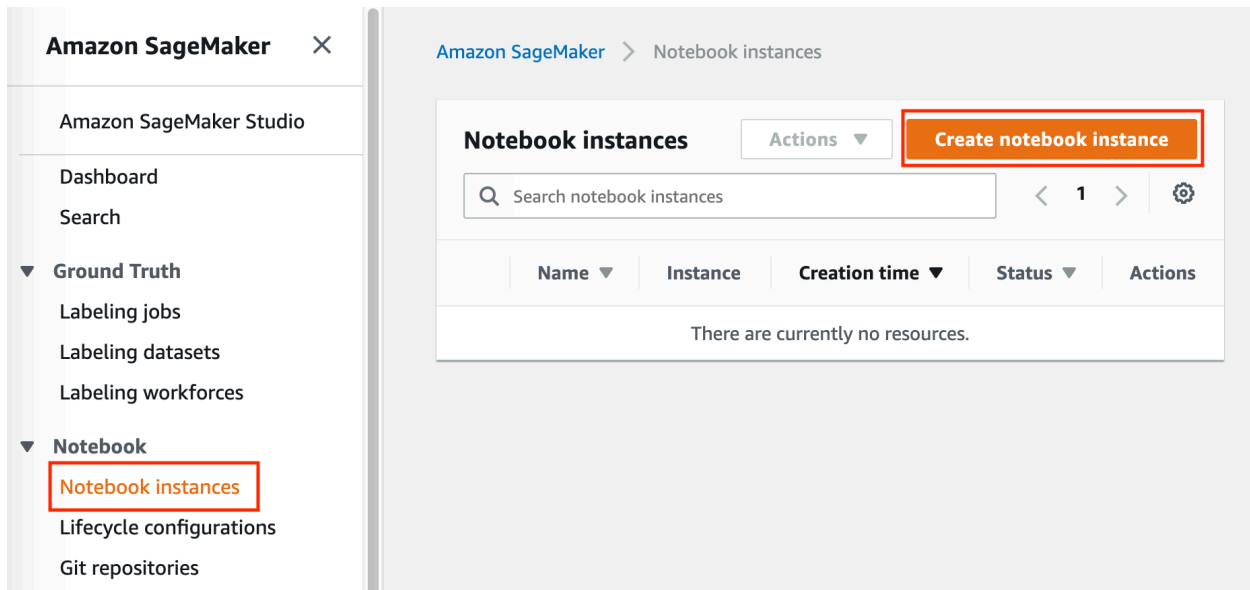 Amazon SageMaker
Amazon SageMaker Studio
Dashboard
Search
Ground Truth
Labeling jobs
Labeling datasets
Labeling workforces
Notebook
Notebook instances
Lifecycle configurations
Git repositories
Amazon SageMaker > Notebook instances
Notebook instances Actions Create notebook instance
Search notebook instances 1
Name Instance Creation time Status Actions
There are currently no resources.